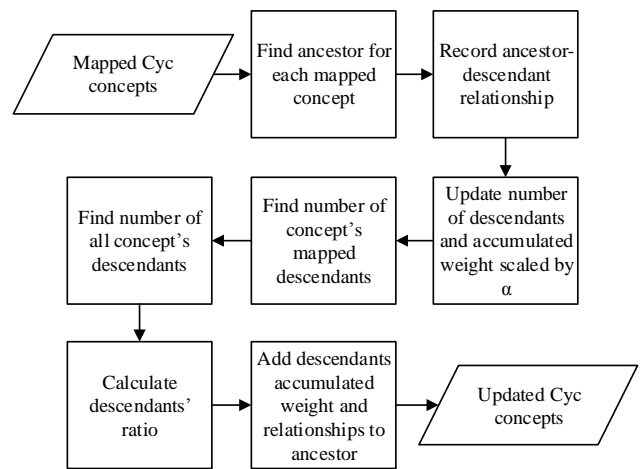 Mapped Cyc
concepts
Find ancestor for
each mapped
concept
Record ancestor-
descendant
relationship
Update number
of descendants
and accumulated
weight scaled by
α
Find number of
concept’s
mapped
descendants
Find number of
all concept’s
descendants
Calculate
descendants’
ratio
Add descendants
accumulated
weight and
relationships to
ancestor
Updated Cyc
concepts